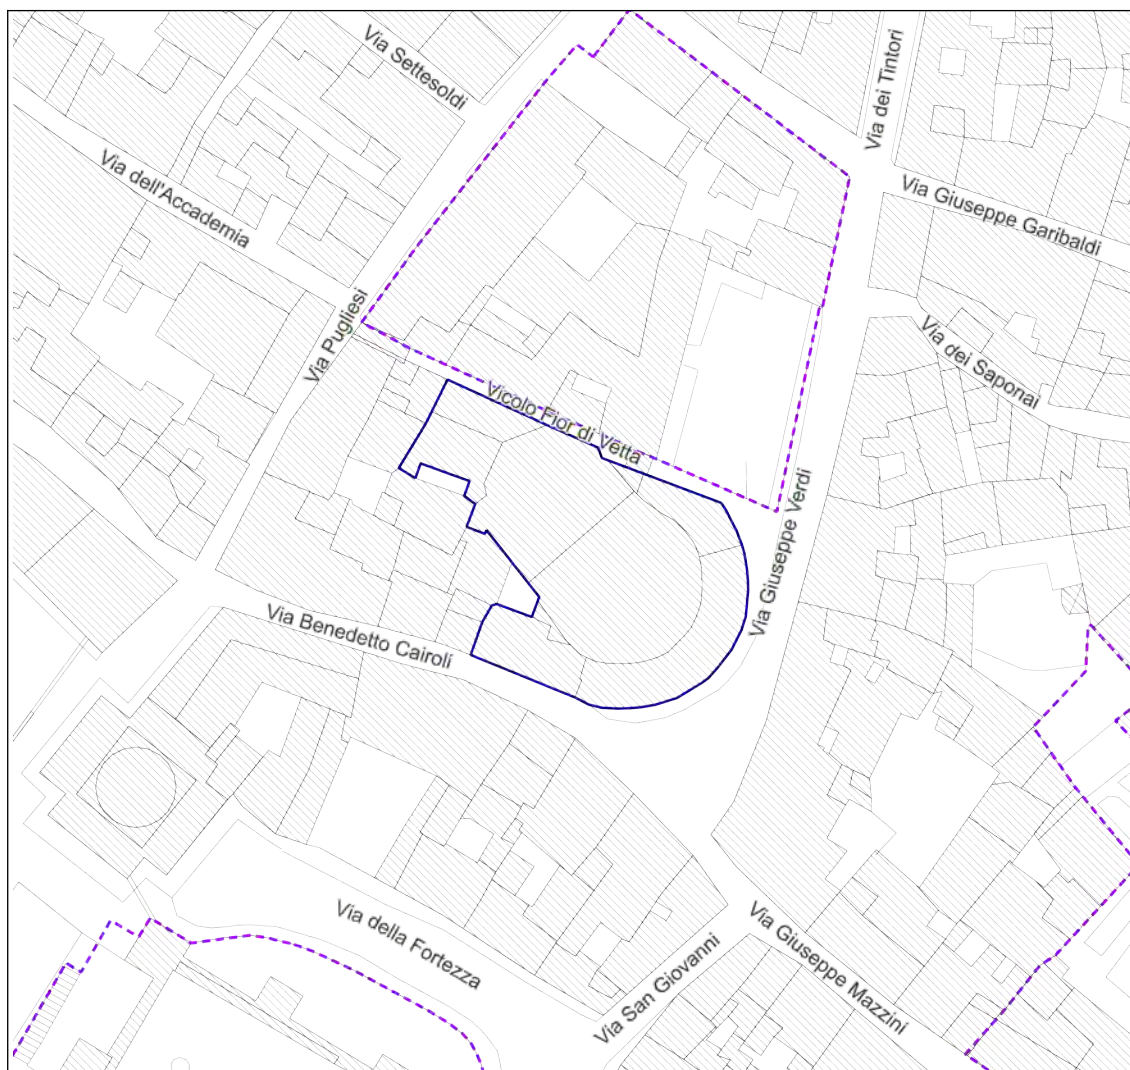 Via Settesoldi
Via dei Tintori
Via dell'Accademia
Via Giuseppe Garibaldi
Via Pugliesi
Via dei Saponai
Vicolo Fior di Vetta
Via Giuseppe Verdi
Via Benedetto Cairoli
Via della Fortezza
Via San Giovanni
Via Giuseppe Mazzini